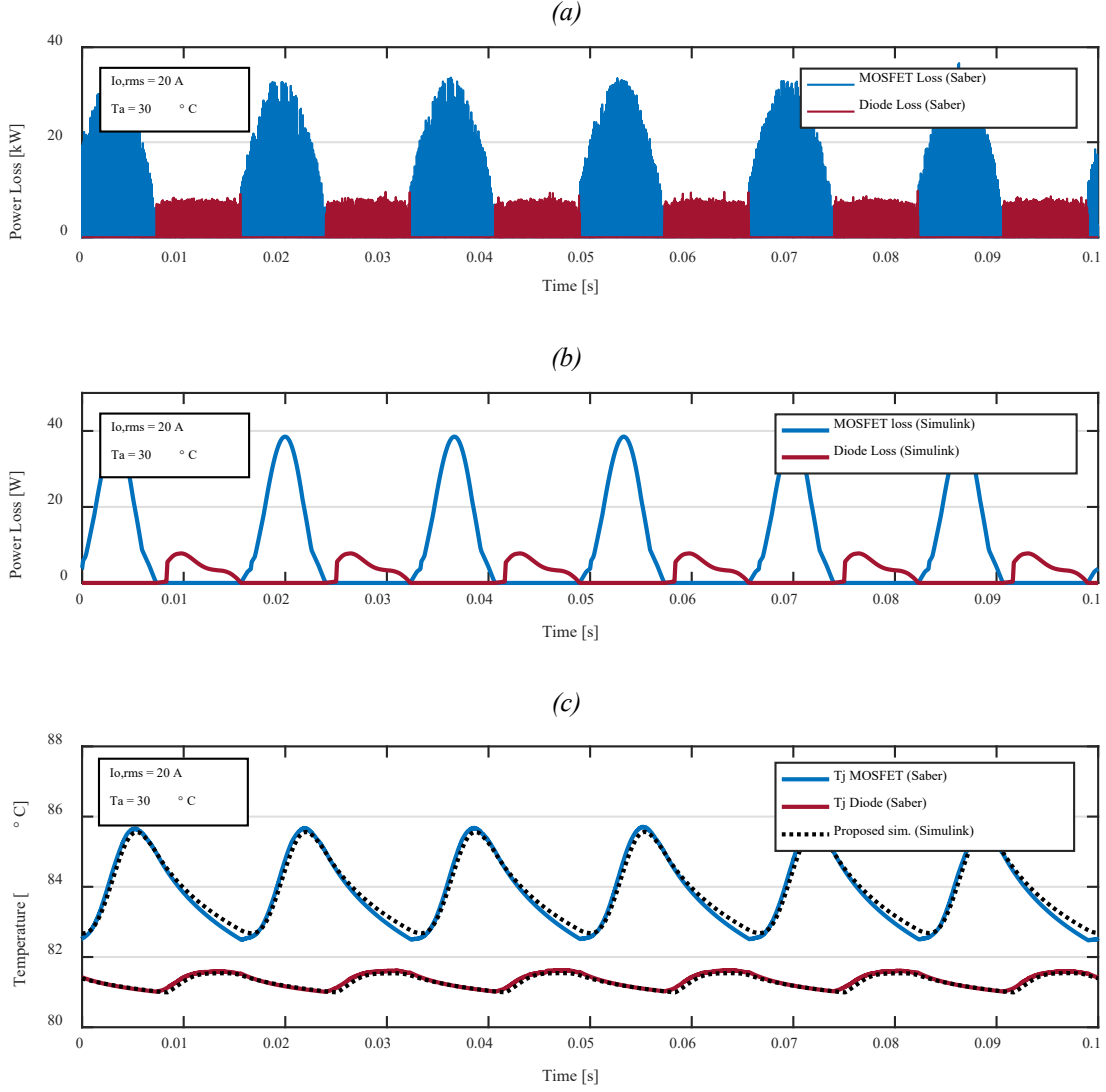 (a)
40
20
0
Power Loss [kW]
Io,rms = 20 A
Ta = 30 ° C
MOSFET Loss (Saber)
Diode Loss (Saber)
0 0.01 0.02 0.03 0.04 0.05 0.06 0.07 0.08 0.09 0.1
Time [s]
(b)
40
20
0
Power Loss [W]
Io,rms = 20 A
Ta = 30 ° C
MOSFET loss (Simulink)
Diode Loss (Simulink)
0 0.01 0.02 0.03 0.04 0.05 0.06 0.07 0.08 0.09 0.1
Time [s]
(c)
88
86
84
82
80
Temperature [ ° C]
Io,rms = 20 A
Ta = 30 ° C
Tj MOSFET (Saber)
Tj Diode (Saber)
Proposed sim. (Simulink)
0 0.01 0.02 0.03 0.04 0.05 0.06 0.07 0.08 0.09 0.1
Time [s]